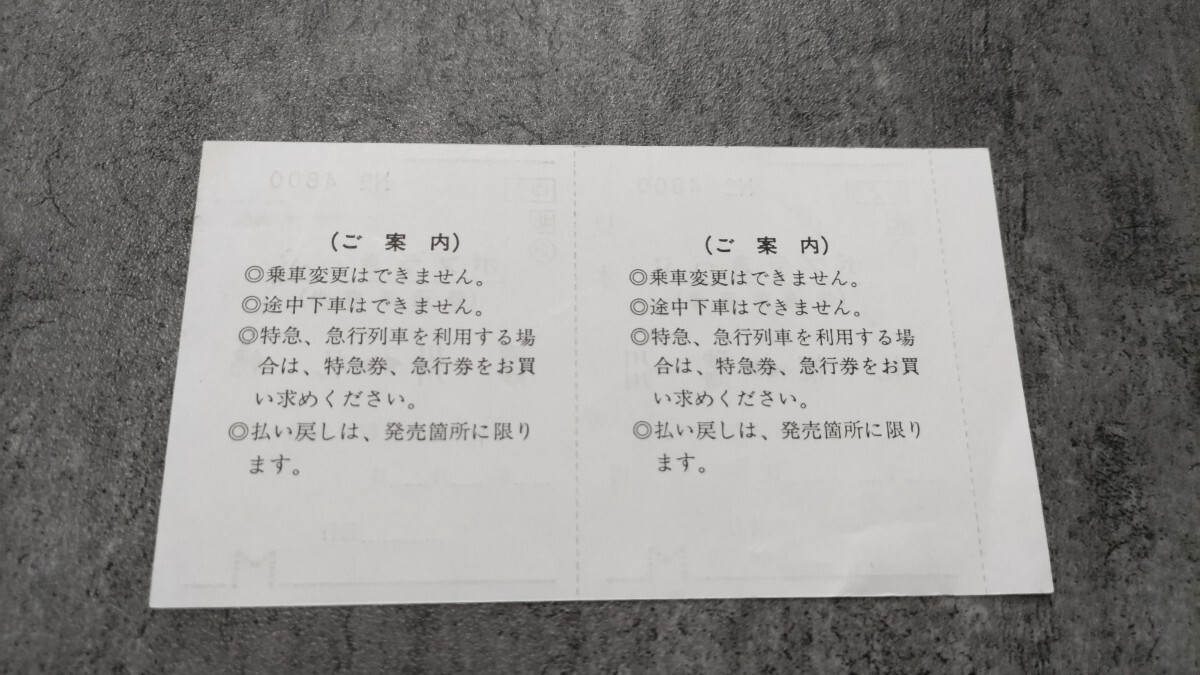 (ご 案 内)
◎乗車変更はできません。
◎途中下車はできません。
◎特急、急行列車を利用する場
合は、特急券、急行券をお買
い求めください。
◎払い戻しは、発売箇所に限り
ます。
(ご 案 内)
◎乗車変更はできません。
◎途中下車はできません。
◎特急、急行列車を利用する場
合は、特急券、急行券をお買
い求めください。
◎払い戻しは、発売箇所に限り
ます。